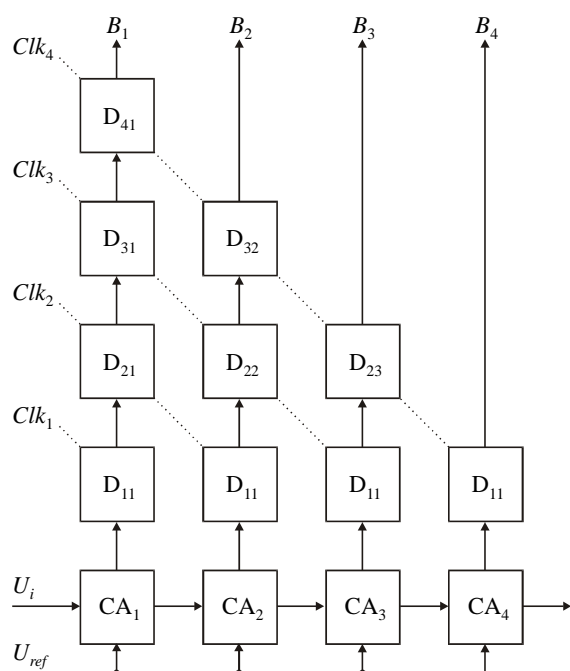 B₁ B₂ B₃ B₄
Clk₄
D₄₁
Clk₃
D₃₁ D₃₂
Clk₂
D₂₁ D₂₂ D₂₃
Clk₁
D₁₁ D₁₁ D₁₁ D₁₁
Uᵢ
CA₁ CA₂ CA₃ CA₄
U_ref